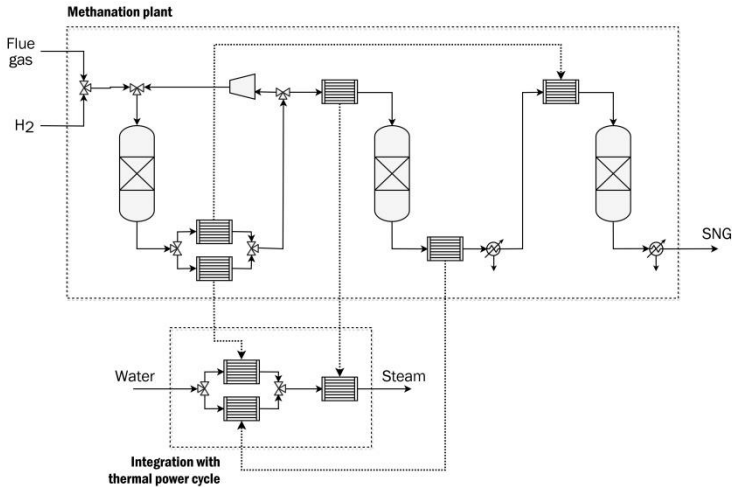 Methanation plant
Flue
gas
H2
SNG
Water
Steam
Integration with
thermal power cycle